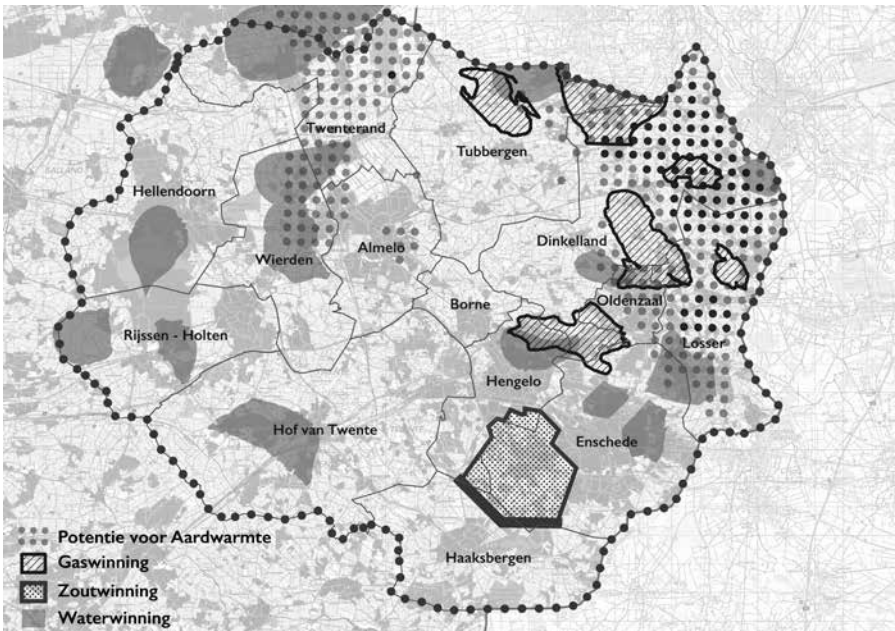 Twenterand
Tubbergen
Hellendoorn
Dinkelland
Almelo
Wierden
Oldenzaal
Borne
Rijssen - Holten
Losser
Hengelo
Hof van Twente
Enschede
Haaksbergen
Potentie voor Aardwarmte
Gaswinning
Zoutwinning
Waterwinning